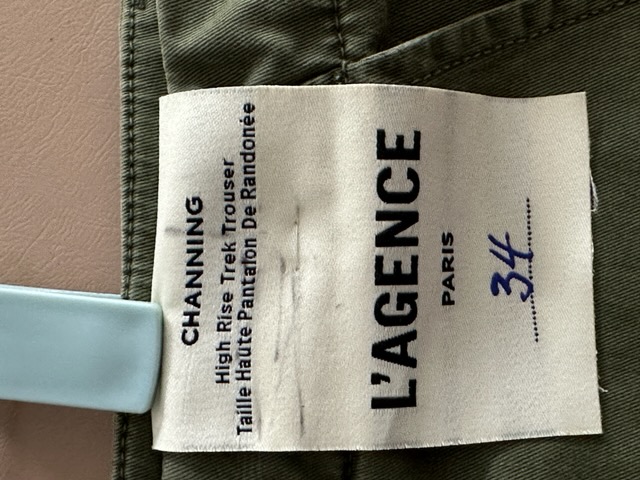 CHANNING
High Rise Trek Trouser
Taille Haute Pantalon De Randonée
L'AGENCE
PARIS
34